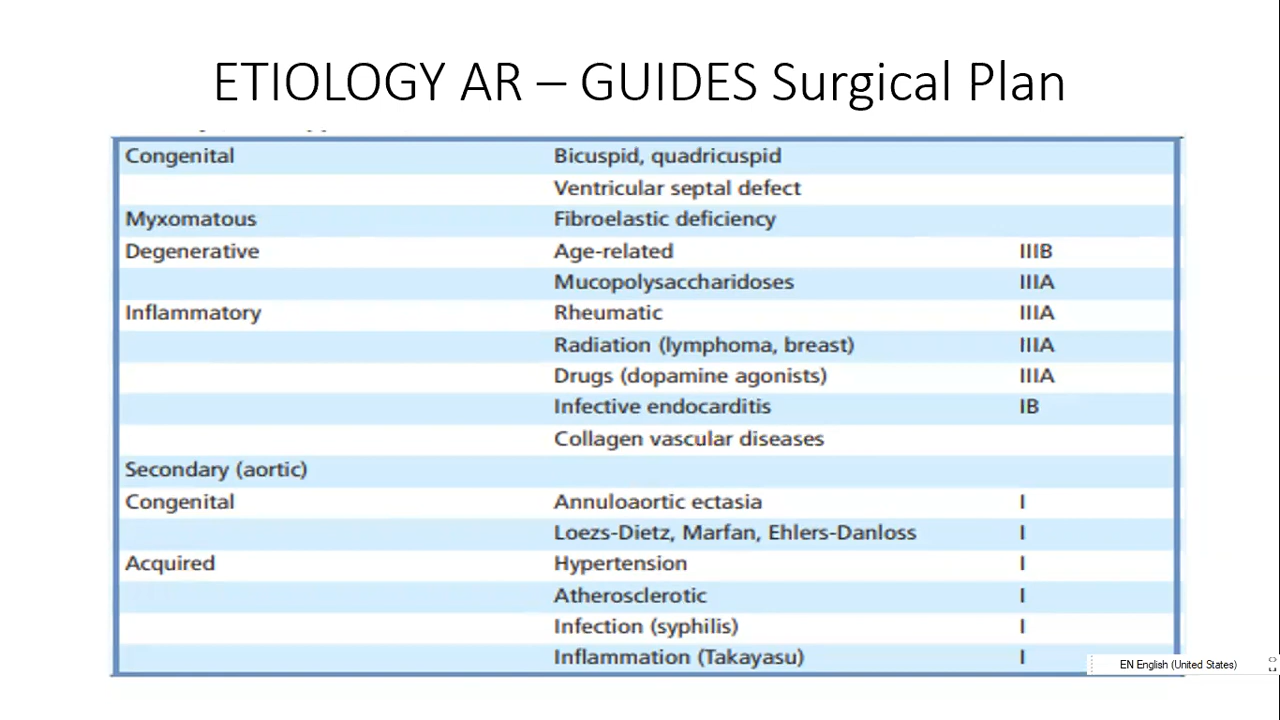 ETIOLOGY AR – GUIDES Surgical Plan
Congenital Bicuspid, quadricuspid
Ventricular septal defect
Myxomatous Fibroelastic deficiency
Degenerative Age-related IIIB
Mucopolysaccharidoses IIIA
Inflammatory Rheumatic IIIA
Radiation (lymphoma, breast) IIIA
Drugs (dopamine agonists) IIIA
Infective endocarditis IB
Collagen vascular diseases
Secondary (aortic)
Congenital Annuloaortic ectasia I
Loezs-Dietz, Marfan, Ehlers-Danloss I
Acquired Hypertension I
Atherosclerotic I
Infection (syphilis) I
Inflammation (Takayasu) I
EN English (United States)